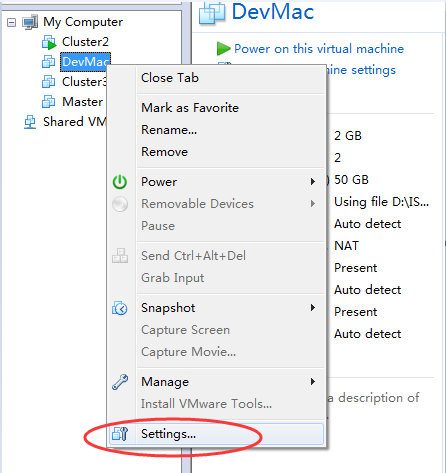 My Computer
Cluster2
DevMac
Cluster3
Master
Shared VM
DevMac
Power on this virtual machine
ne settings
Close Tab
Mark as Favorite
Rename...
Remove
Power
Removable Devices
Pause
Send Ctrl+Alt+Del
Grab Input
Snapshot
Capture Screen
Capture Movie...
Manage
Install VMware Tools...
Settings...
2 GB
2
) 50 GB
Using file D:\IS...
Auto detect
NAT
Present
Auto detect
Present
Auto detect
a description of